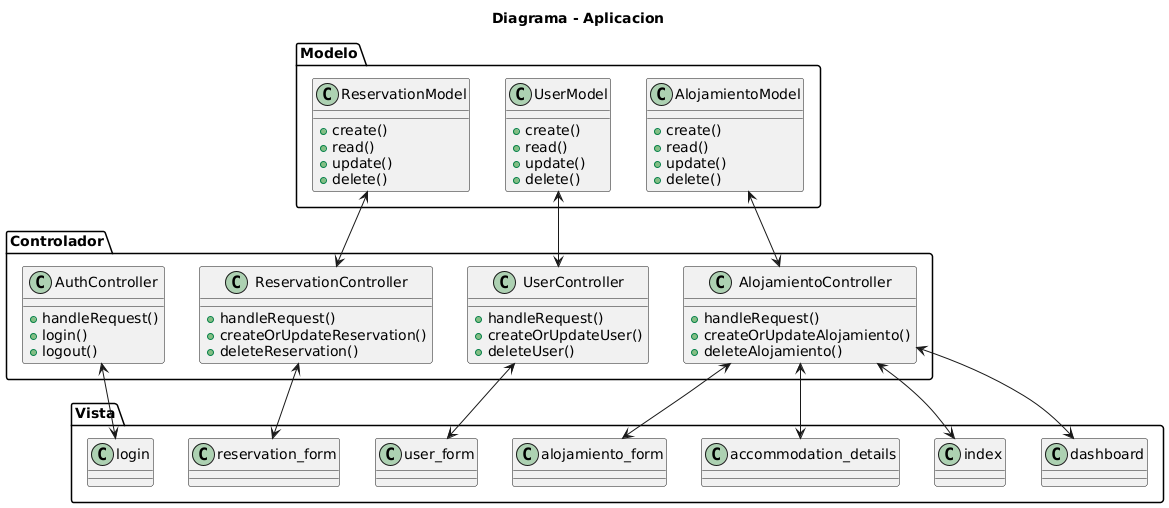 Diagrama - Aplicacion
Modelo
C ReservationModel
create()
read()
update()
delete()
C UserModel
create()
read()
update()
delete()
C AlojamientoModel
create()
read()
update()
delete()
Controlador
C AuthController
handleRequest()
login()
logout()
C ReservationController
handleRequest()
createOrUpdateReservation()
deleteReservation()
C UserController
handleRequest()
createOrUpdateUser()
deleteUser()
C AlojamientoController
handleRequest()
createOrUpdateAlojamiento()
deleteAlojamiento()
Vista
C login
C reservation_form
C user_form
C alojamiento_form
C accommodation_details
C index
C dashboard